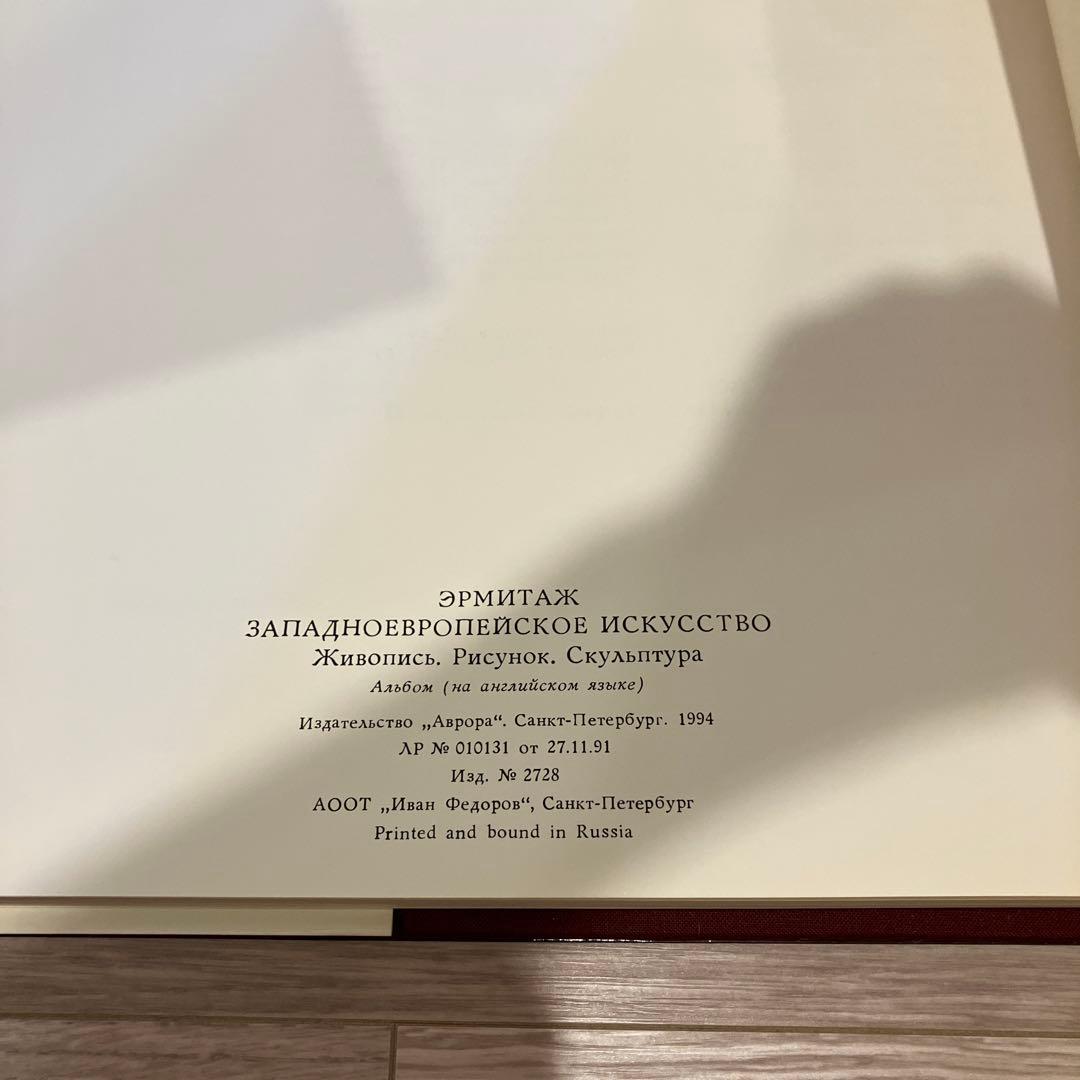 ЭРМИТАЖ
ЗАПАДНОЕВРОПЕЙСКОЕ ИСКУССТВО
Живопись. Рисунок. Скульптура
Альбом (на английском языке)
Издательство „Аврора“. Санкт-Петербург. 1994
ЛР № 010131 от 27.11.91
Изд. № 2728
АООТ „Иван Федоров“, Санкт-Петербург
Printed and bound in Russia